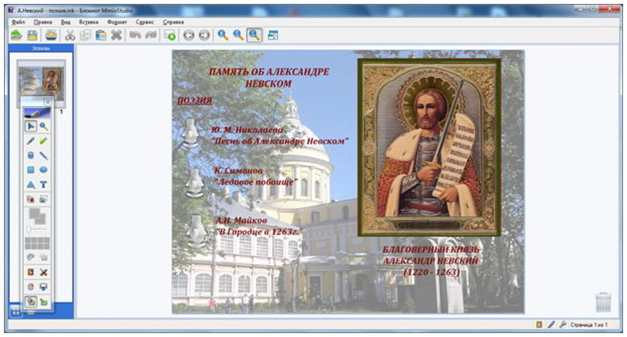 А.Невский - поэзия.ink - Блокнот MimioStudio
Файл Правка Вид Вставка Формат Сервис Справка
Эскизы
1
ПАМЯТЬ ОБ АЛЕКСАНДРЕ
НЕВСКОМ
ПОЭЗИЯ
Ю. М. Николаева
"Песнь об Александре Невском"
К. Симонов
"Ледовое побоище"
А.Н. Майков
"В Городце в 1263г.
БЛАГОВЕРНЫЙ КНЯЗЬ
АЛЕКСАНДР НЕВСКИЙ
(1220 - 1263)
Страница 1 из 1